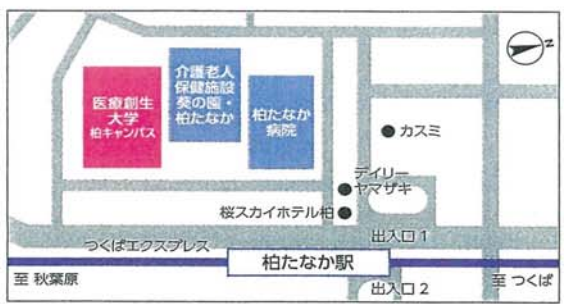 N
医療創生
大学
柏キャンパス
介護老人
保健施設
葵の園・
柏たなか
柏たなか
病院
カスミ
デイリー
ヤマザキ
桜スカイホテル柏
出入口1
つくばエクスプレス
柏たなか駅
至 秋葉原
出入口2
至 つくば